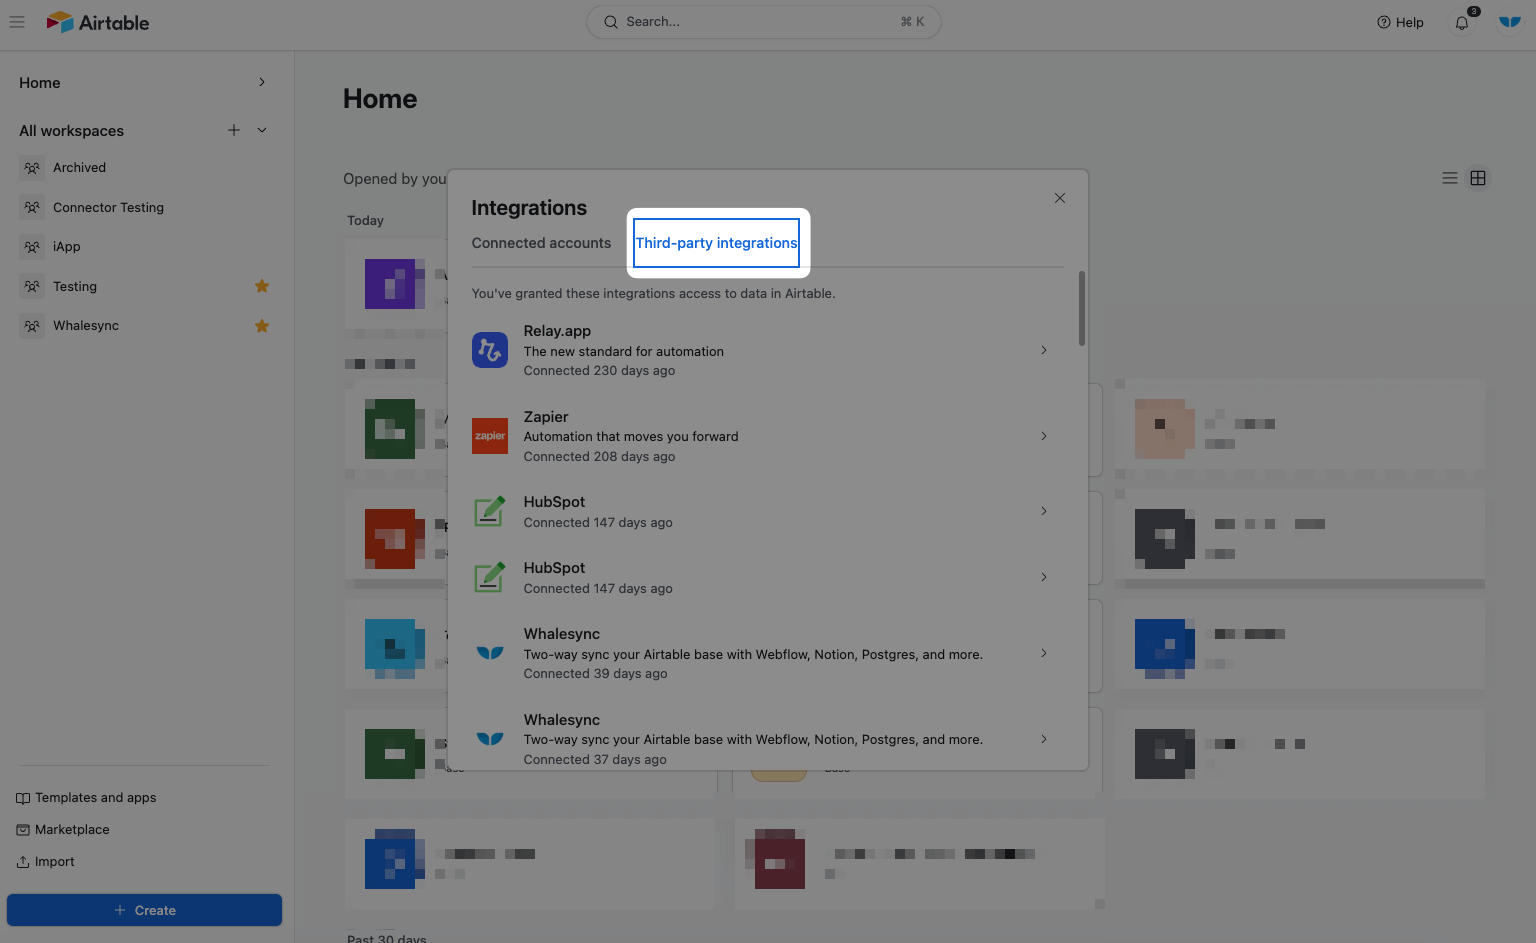 Airtable
Search...
⌘ K
Help
3
Home
All workspaces
Archived
Connector Testing
iApp
Testing
Whalesync
Templates and apps
Marketplace
Import
Create
Home
Opened by you
Today
Integrations
Connected accounts
Third-party integrations
You've granted these integrations access to data in Airtable.
Relay.app
The new standard for automation
Connected 230 days ago
zapier
Zapier
Automation that moves you forward
Connected 208 days ago
HubSpot
Connected 147 days ago
HubSpot
Connected 147 days ago
Whalesync
Two-way sync your Airtable base with Webflow, Notion, Postgres, and more.
Connected 39 days ago
Whalesync
Two-way sync your Airtable base with Webflow, Notion, Postgres, and more.
Connected 37 days ago
Past 30 days